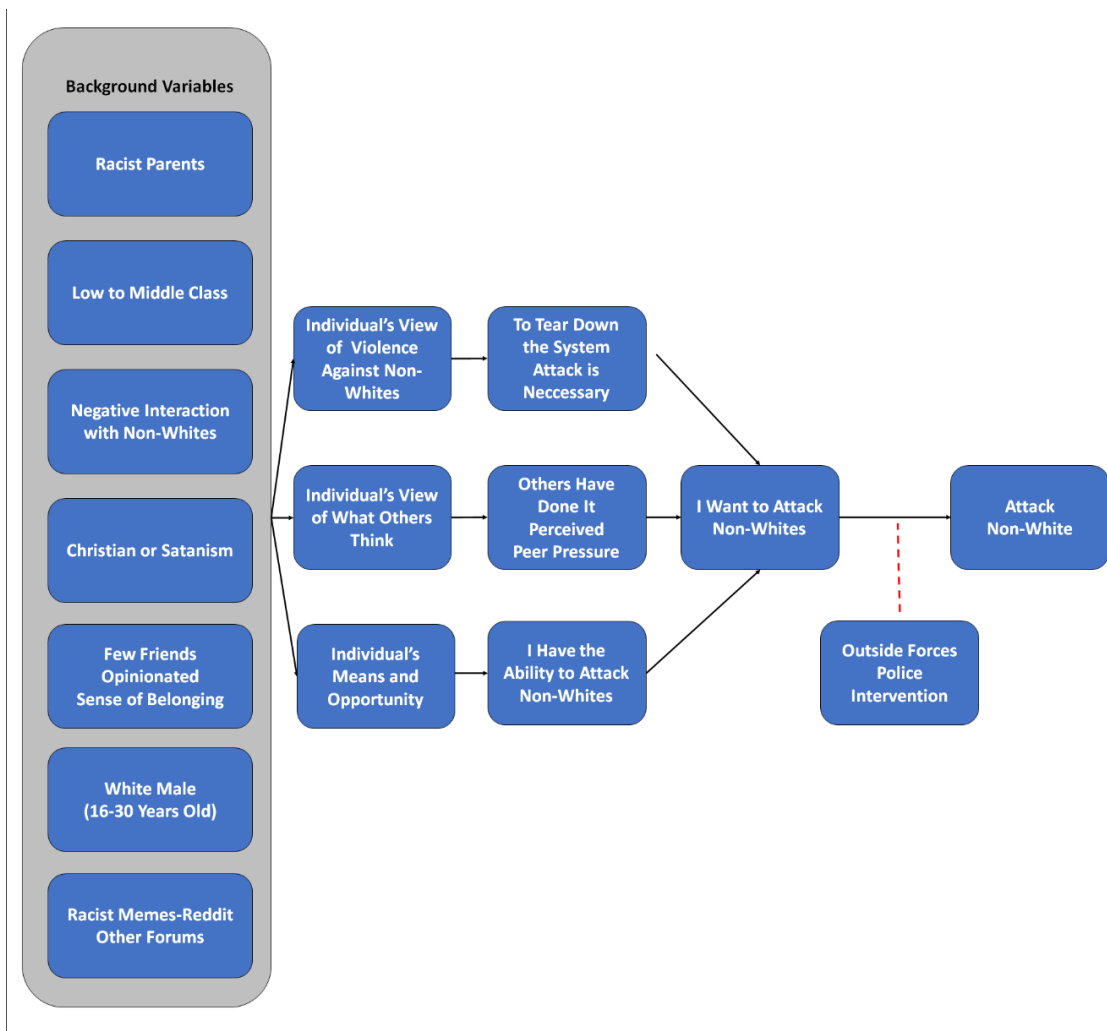 Background Variables
Racist Parents
Low to Middle Class
Negative Interaction
with Non-Whites
Christian or Satanism
Few Friends
Opinionated
Sense of Belonging
White Male
(16-30 Years Old)
Racist Memes-Reddit
Other Forums
Individual's View
of Violence
Against Non-
Whites
To Tear Down
the System
Attack is
Neccessary
Individual's View
of What Others
Think
Others Have
Done It
Perceived
Peer Pressure
I Want to Attack
Non-Whites
Attack
Non-White
Individual's
Means and
Opportunity
I Have the
Ability to Attack
Non-Whites
Outside Forces
Police
Intervention